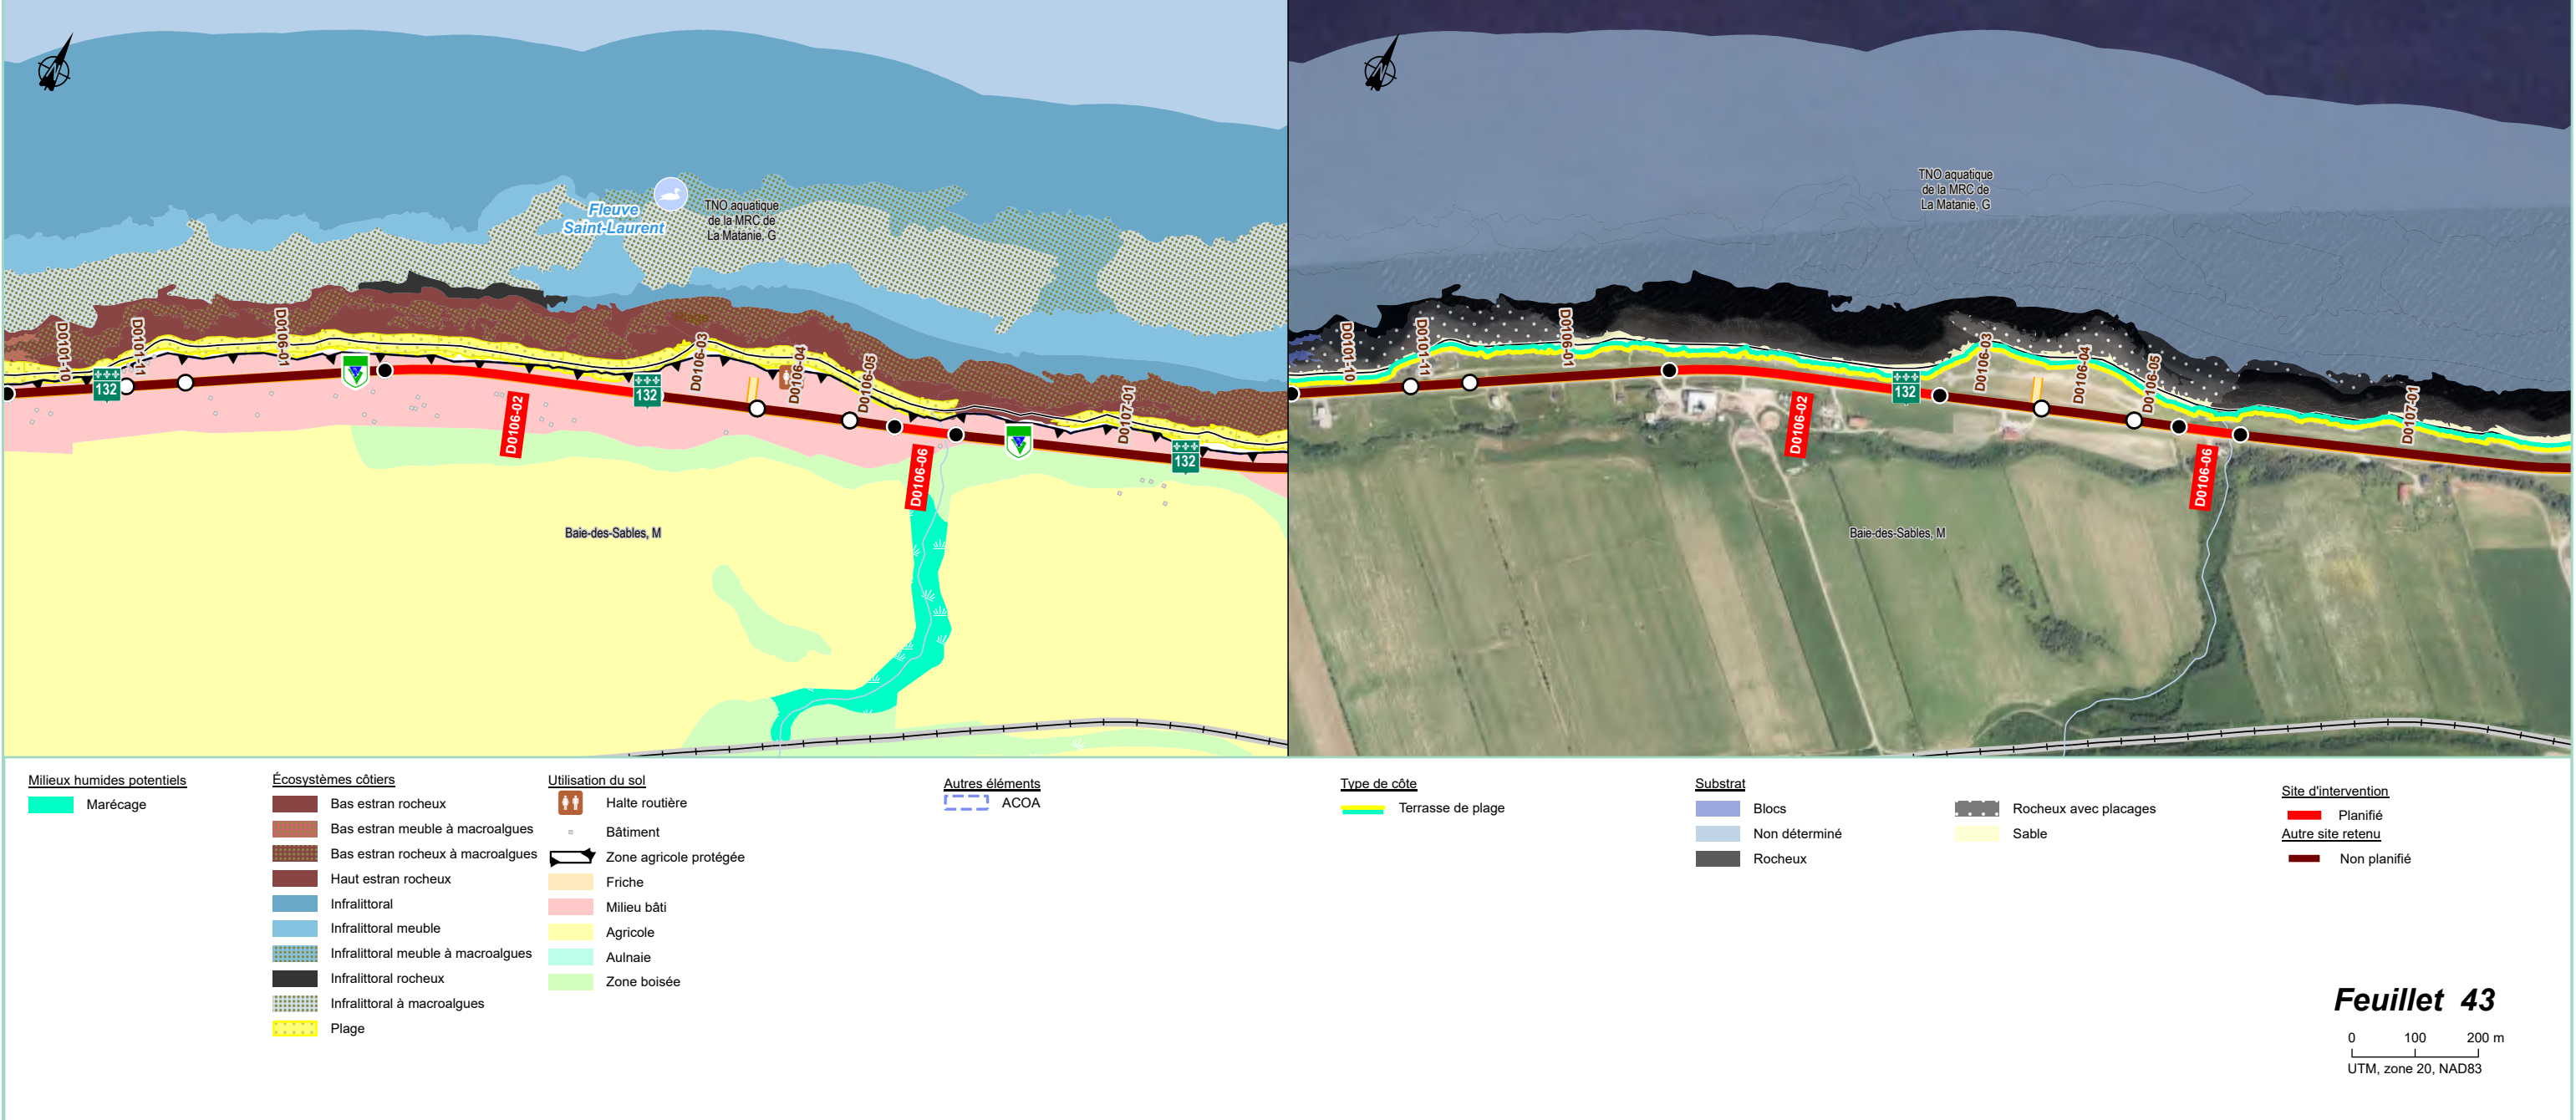 Fleuve
Saint-Laurent
TNO aquatique
de la MRC de
La Matanie, G
D0101-10
D0101-11
D0106-01
D0106-03
D0106-04
D0106-05
D0107-01
132
132
132
D0106-02
D0106-06
Baie-des-Sables, M
TNO aquatique
de la MRC de
La Matanie, G
D0101-10
D0101-11
D0106-01
D0106-03
D0106-04
D0106-05
D0107-01
132
D0106-02
D0106-06
Baie-des-Sables, M
Milieux humides potentiels
Marécage
Écosystèmes côtiers
Bas estran rocheux
Bas estran meuble à macroalgues
Bas estran rocheux à macroalgues
Haut estran rocheux
Infralittoral
Infralittoral meuble
Infralittoral meuble à macroalgues
Infralittoral rocheux
Infralittoral à macroalgues
Plage
Utilisation du sol
Halte routière
Bâtiment
Zone agricole protégée
Friche
Milieu bâti
Agricole
Aulnaie
Zone boisée
Autres éléments
ACOA
Type de côte
Terrasse de plage
Substrat
Blocs
Non déterminé
Rocheux
Rocheux avec placages
Sable
Site d'intervention
Planifié
Autre site retenu
Non planifié
Feuillet 43
0 100 200 m
UTM, zone 20, NAD83